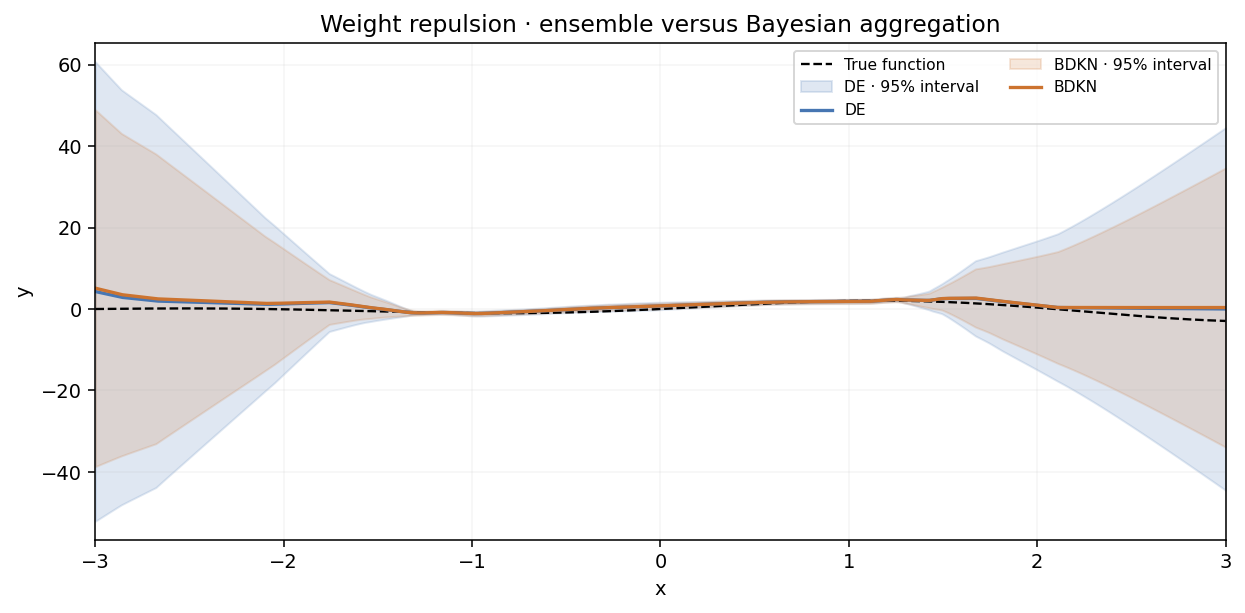 Weight repulsion · ensemble versus Bayesian aggregation
True function
DE · 95% interval
DE
BDKN · 95% interval
BDKN
y
60
40
20
0
−20
−40
−3
−2
−1
0
1
2
3
x